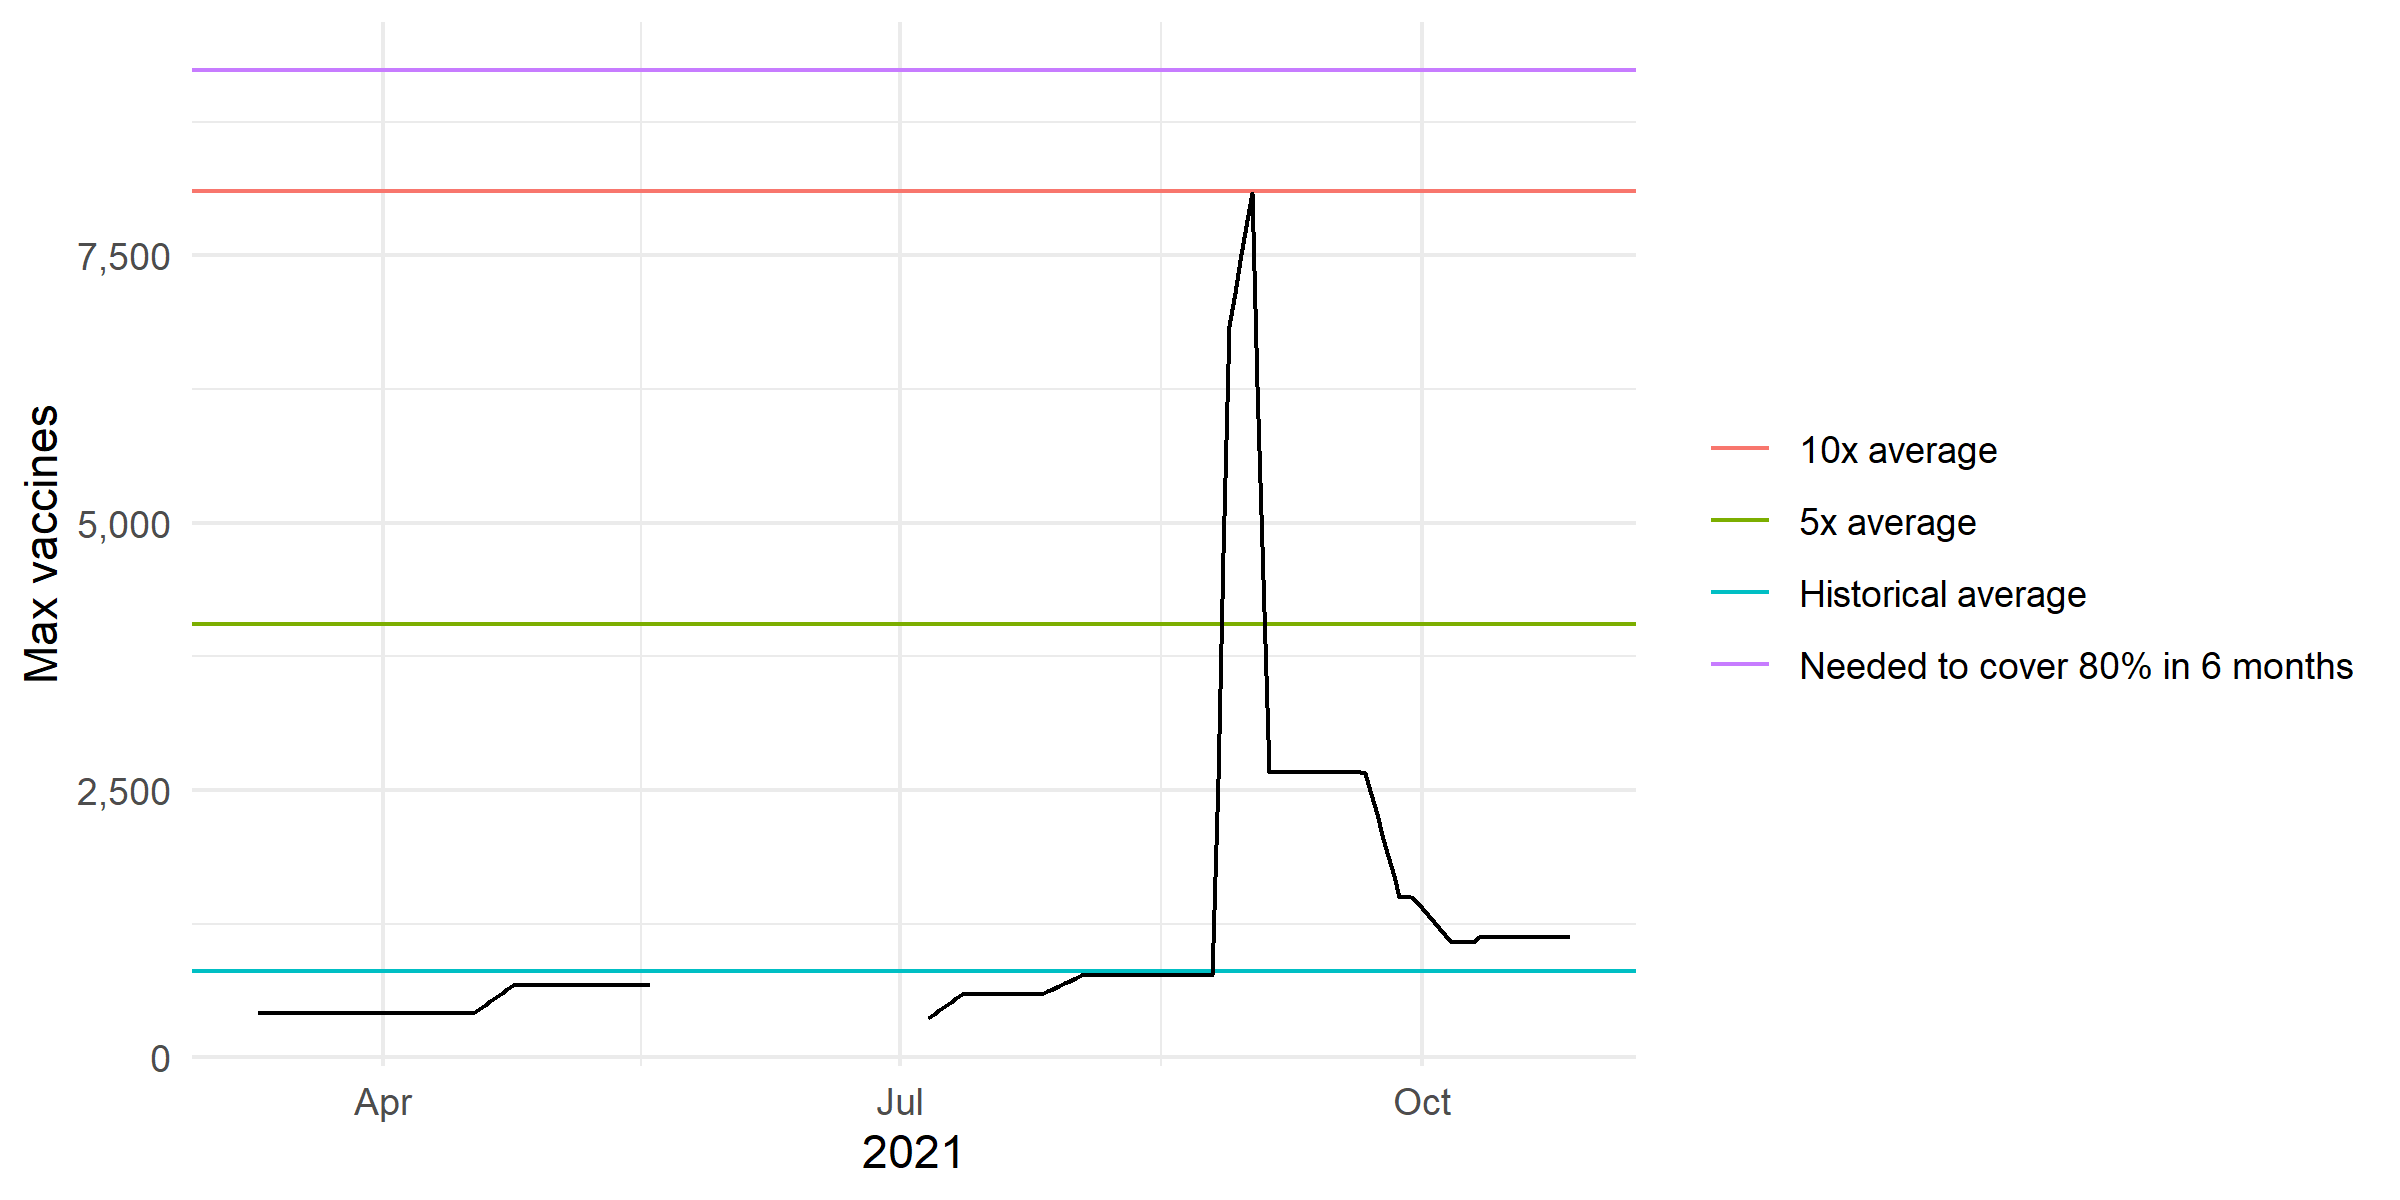 Max vaccines
7,500
5,000
2,500
0
Apr
Jul
Oct
2021
10x average
5x average
Historical average
Needed to cover 80% in 6 months